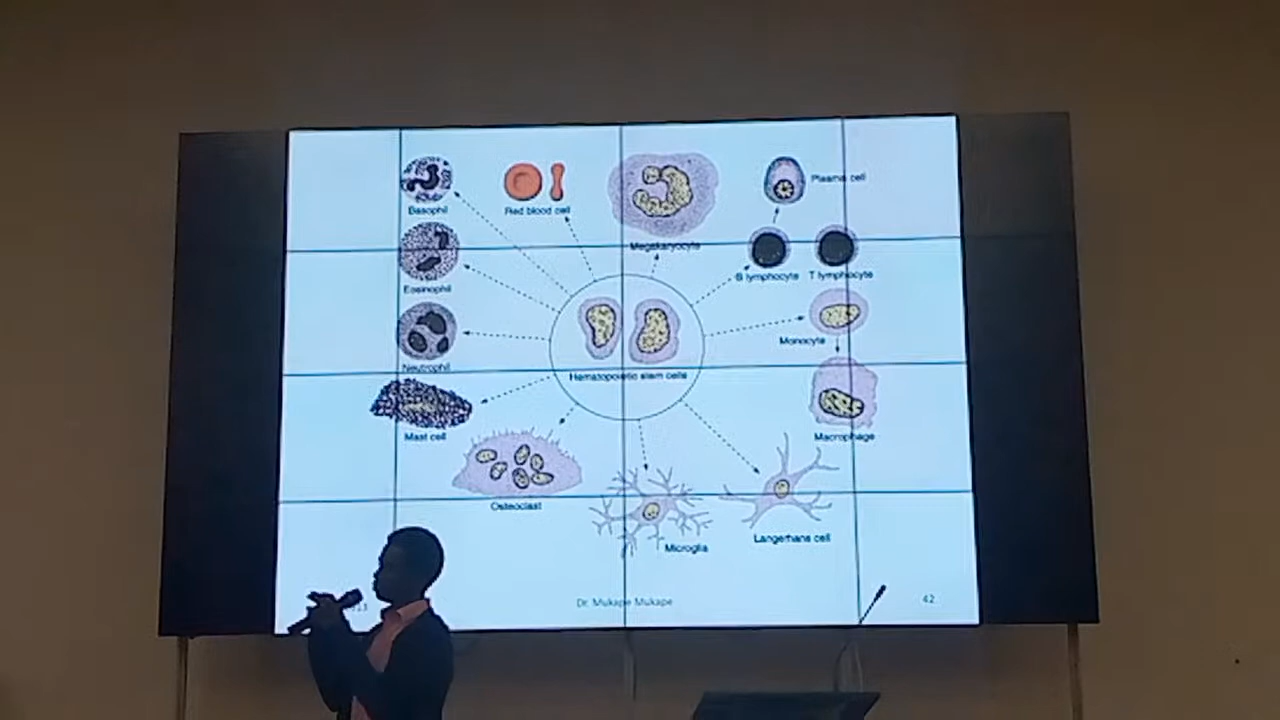 Basophil
Red blood cell
Megakaryocyte
Plasma cell
Eosinophil
B lymphocyte
T lymphocyte
Neutrophil
Hematopoietic stem cells
Monocyte
Mast cell
Macrophage
Osteoclast
Microglia
Langerhans cell
Dr. Mukape Mukape
42